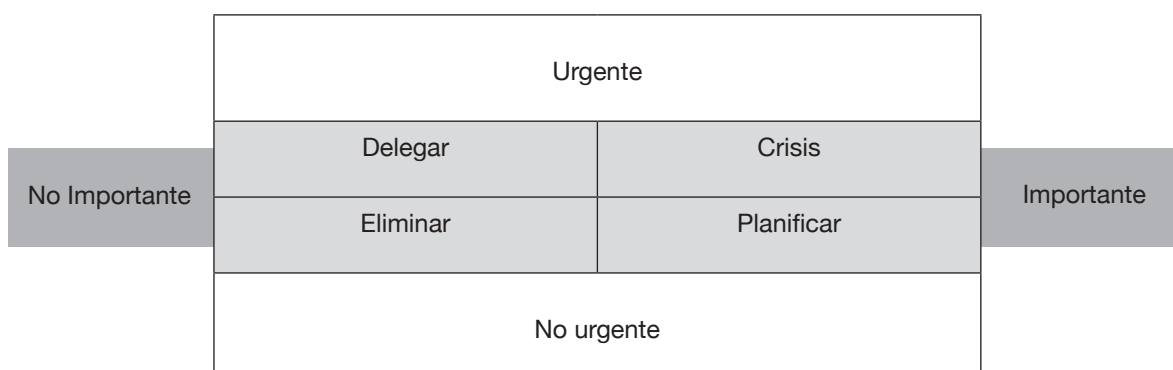 Urgente
Delegar
Crisis
No Importante
Importante
Eliminar
Planificar
No urgente